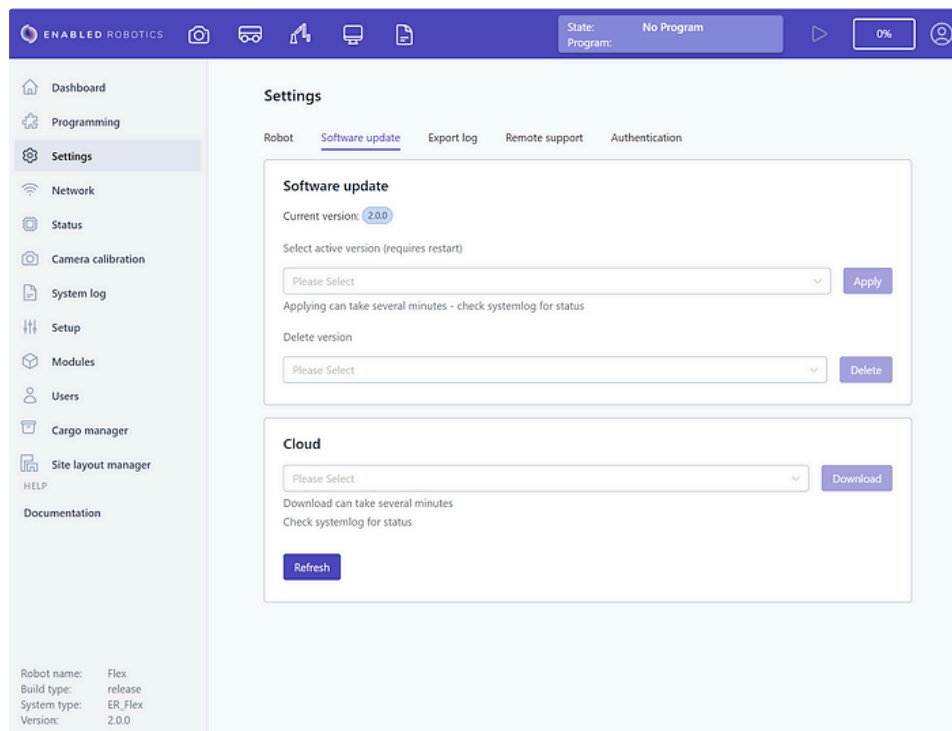 ENABLED ROBOTICS
State: No Program
Program:
0%
Dashboard
Programming
Settings
Network
Status
Camera calibration
System log
Setup
Modules
Users
Cargo manager
Site layout manager
HELP
Documentation
Robot name: Flex
Build type: release
System type: ER_Flex
Version: 2.0.0
Settings
Robot Software update Export log Remote support Authentication
Software update
Current version: 2.0.0
Select active version (requires restart)
Please Select Apply
Applying can take several minutes - check systemlog for status
Delete version
Please Select Delete
Cloud
Please Select Download
Download can take several minutes
Check systemlog for status
Refresh